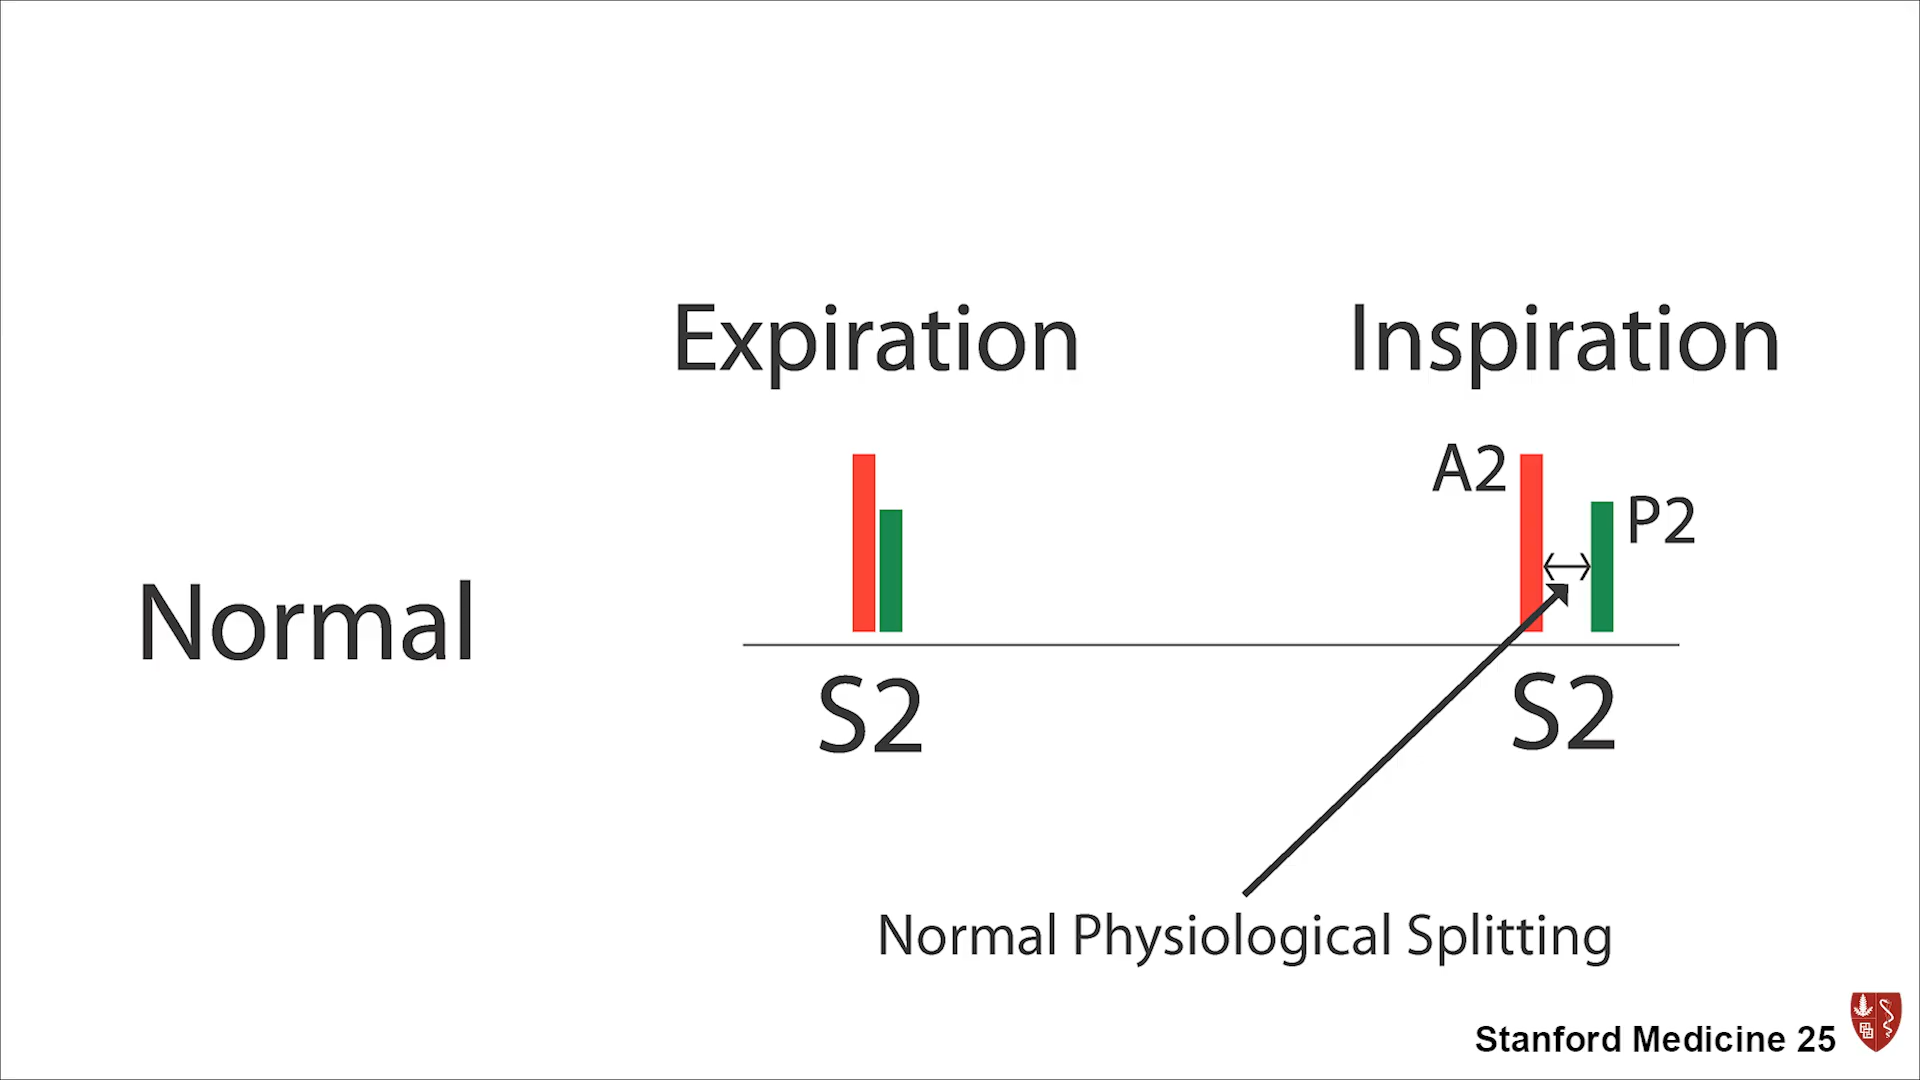 Expiration
Inspiration
A2
P2
Normal
S2
S2
Normal Physiological Splitting
Stanford Medicine 25